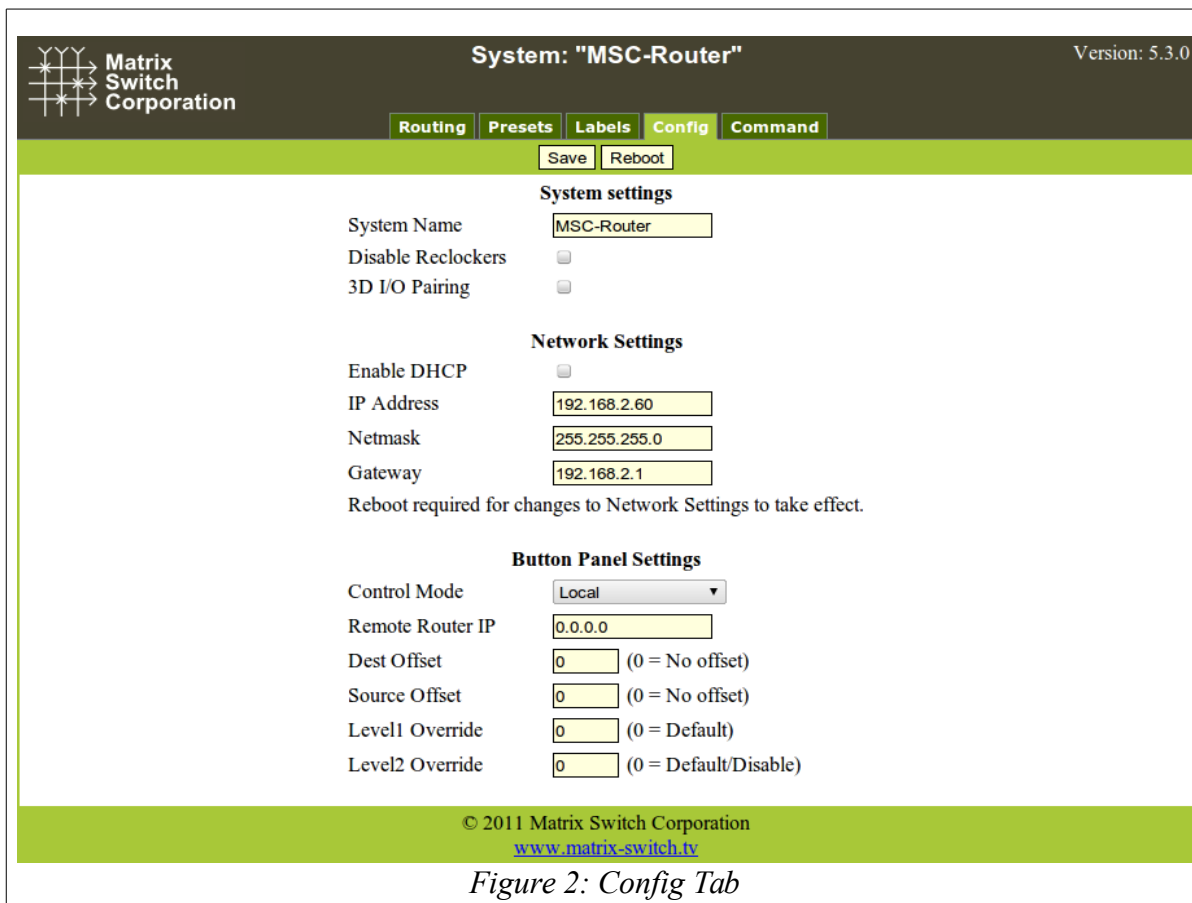 Matrix
Switch
Corporation
System: "MSC-Router"
Version: 5.3.0
Routing Presets Labels Config Command
Save Reboot
System settings
System Name MSC-Router
Disable Reclockers
3D I/O Pairing
Network Settings
Enable DHCP
IP Address 192.168.2.60
Netmask 255.255.255.0
Gateway 192.168.2.1
Reboot required for changes to Network Settings to take effect.
Button Panel Settings
Control Mode Local
Remote Router IP 0.0.0.0
Dest Offset 0 (0 = No offset)
Source Offset 0 (0 = No offset)
Level1 Override 0 (0 = Default)
Level2 Override 0 (0 = Default/Disable)
© 2011 Matrix Switch Corporation
www.matrix-switch.tv
Figure 2: Config Tab